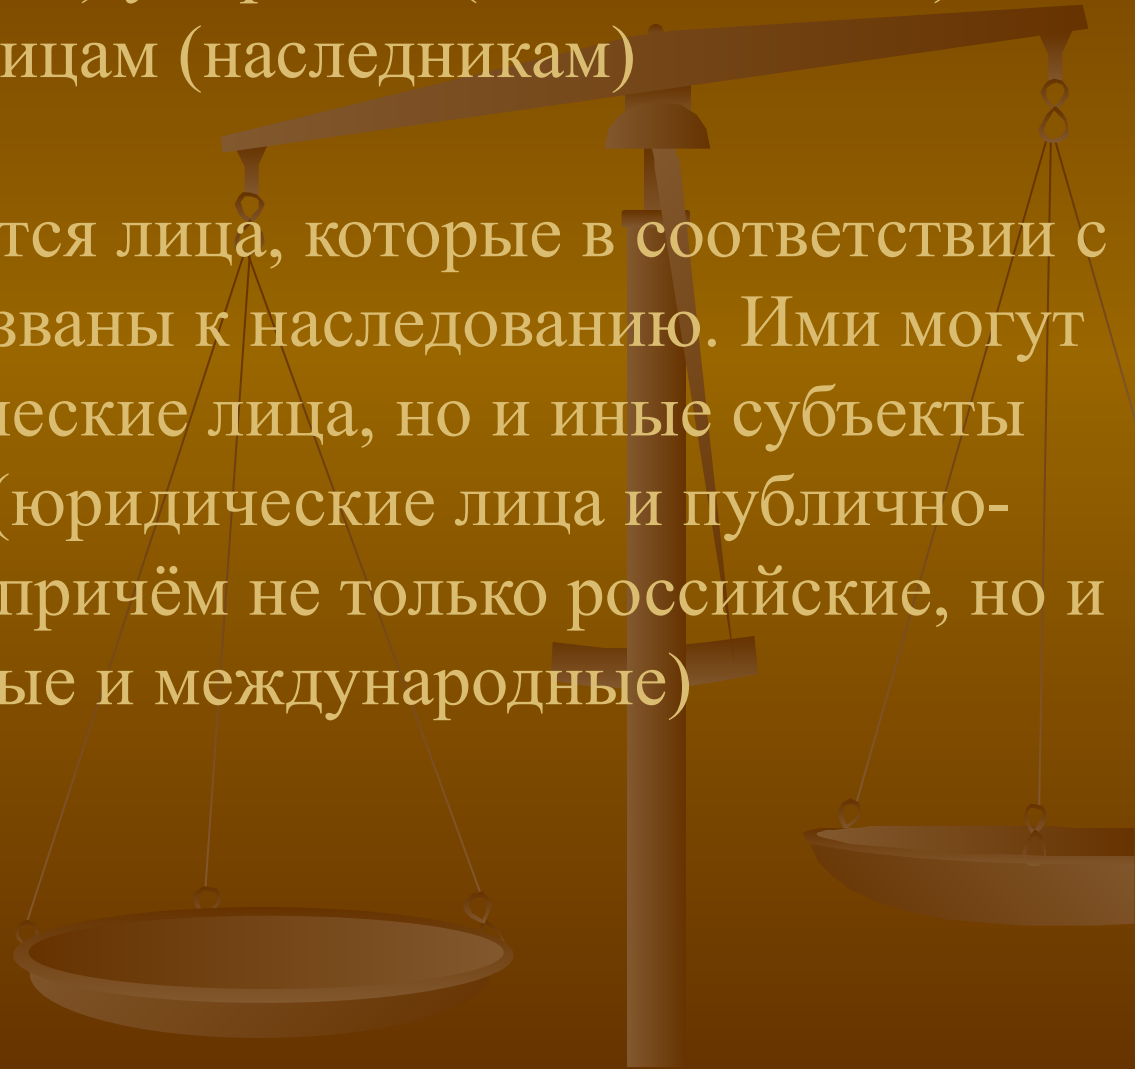 ицам (наследникам)
тся лица, которые в соответствии с
званы к наследованию. Ими могут
ческие лица, но и иные субъекты
(юридические лица и публично-
причём не только российские, но и
ые и международные)